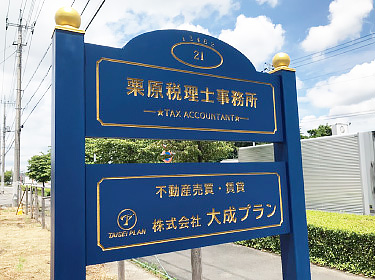 21
栗原税理士事務所
TAX ACCOUNTANT
不動産売買・賃貸
TAISEI PLAN
株式会社 大成プラン